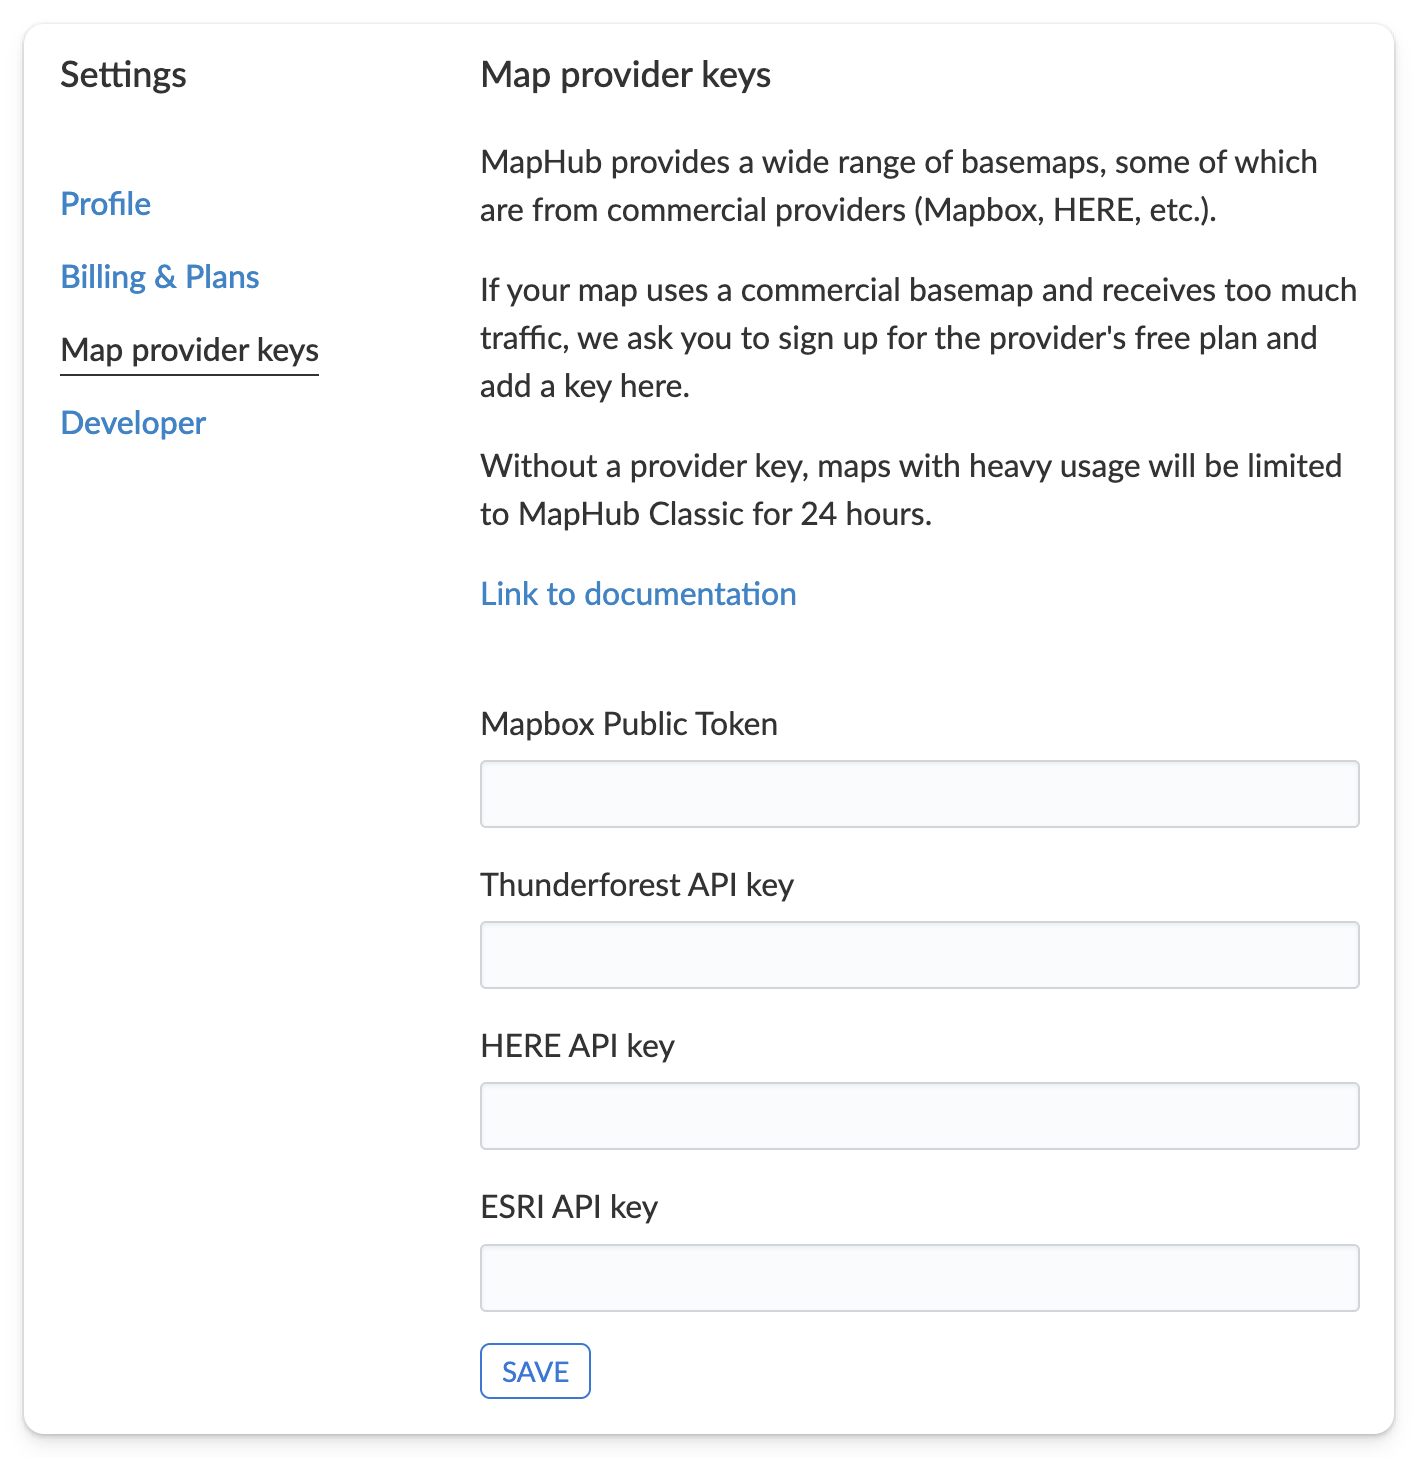 Settings
Profile
Billing & Plans
Map provider keys
Developer
Map provider keys
MapHub provides a wide range of basemaps, some of which
are from commercial providers (Mapbox, HERE, etc.).
If your map uses a commercial basemap and receives too much
traffic, we ask you to sign up for the provider's free plan and
add a key here.
Without a provider key, maps with heavy usage will be limited
to MapHub Classic for 24 hours.
Link to documentation
Mapbox Public Token
Thunderforest API key
HERE API key
ESRI API key
SAVE